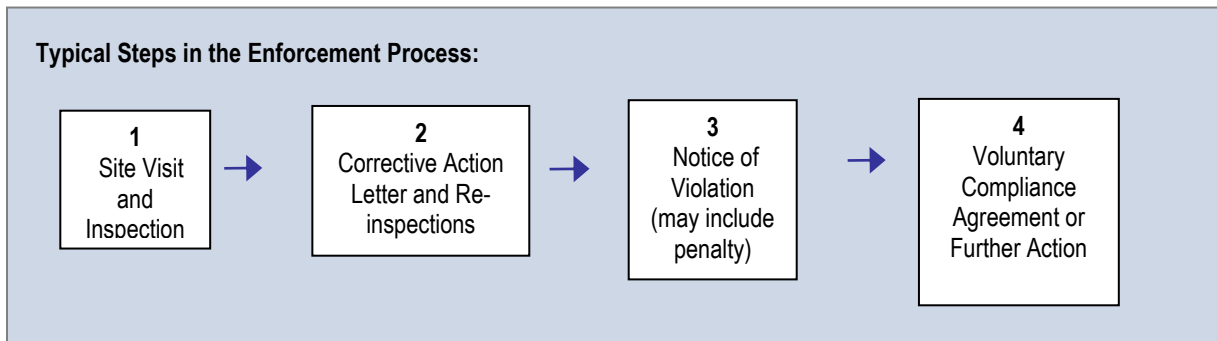 Typical Steps in the Enforcement Process:
1
Site Visit
and
Inspection
2
Corrective Action
Letter and Re-
inspections
3
Notice of
Violation
(may include
penalty)
4
Voluntary
Compliance
Agreement or
Further Action